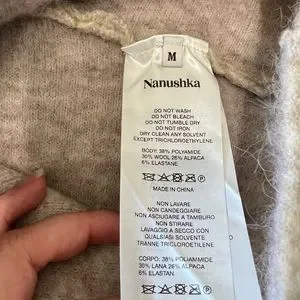 M
Nanushka
DO NOT WASH
DO NOT BLEACH
DO NOT TUMBLE DRY
DO NOT IRON
DRY CLEAN ANY SOLVENT
EXCEPT TRICHLOROETYLENE
BODY: 38% POLYAMIDE
30% WOOL 26% ALPACA
6% ELASTANE
MADE IN CHINA
NON LAVARE
NON CANDEGGIARE
NON ASCIUGARE A TAMBURO
NON STIRARE
LAVAGGIO A SECCO CON
QUALSIASI SOLVENTE
TRANNE TRICLOROETILENE
CORPO: 38% POLIAMIDE
30% LANA 26% ALPACA
6% ELASTAN